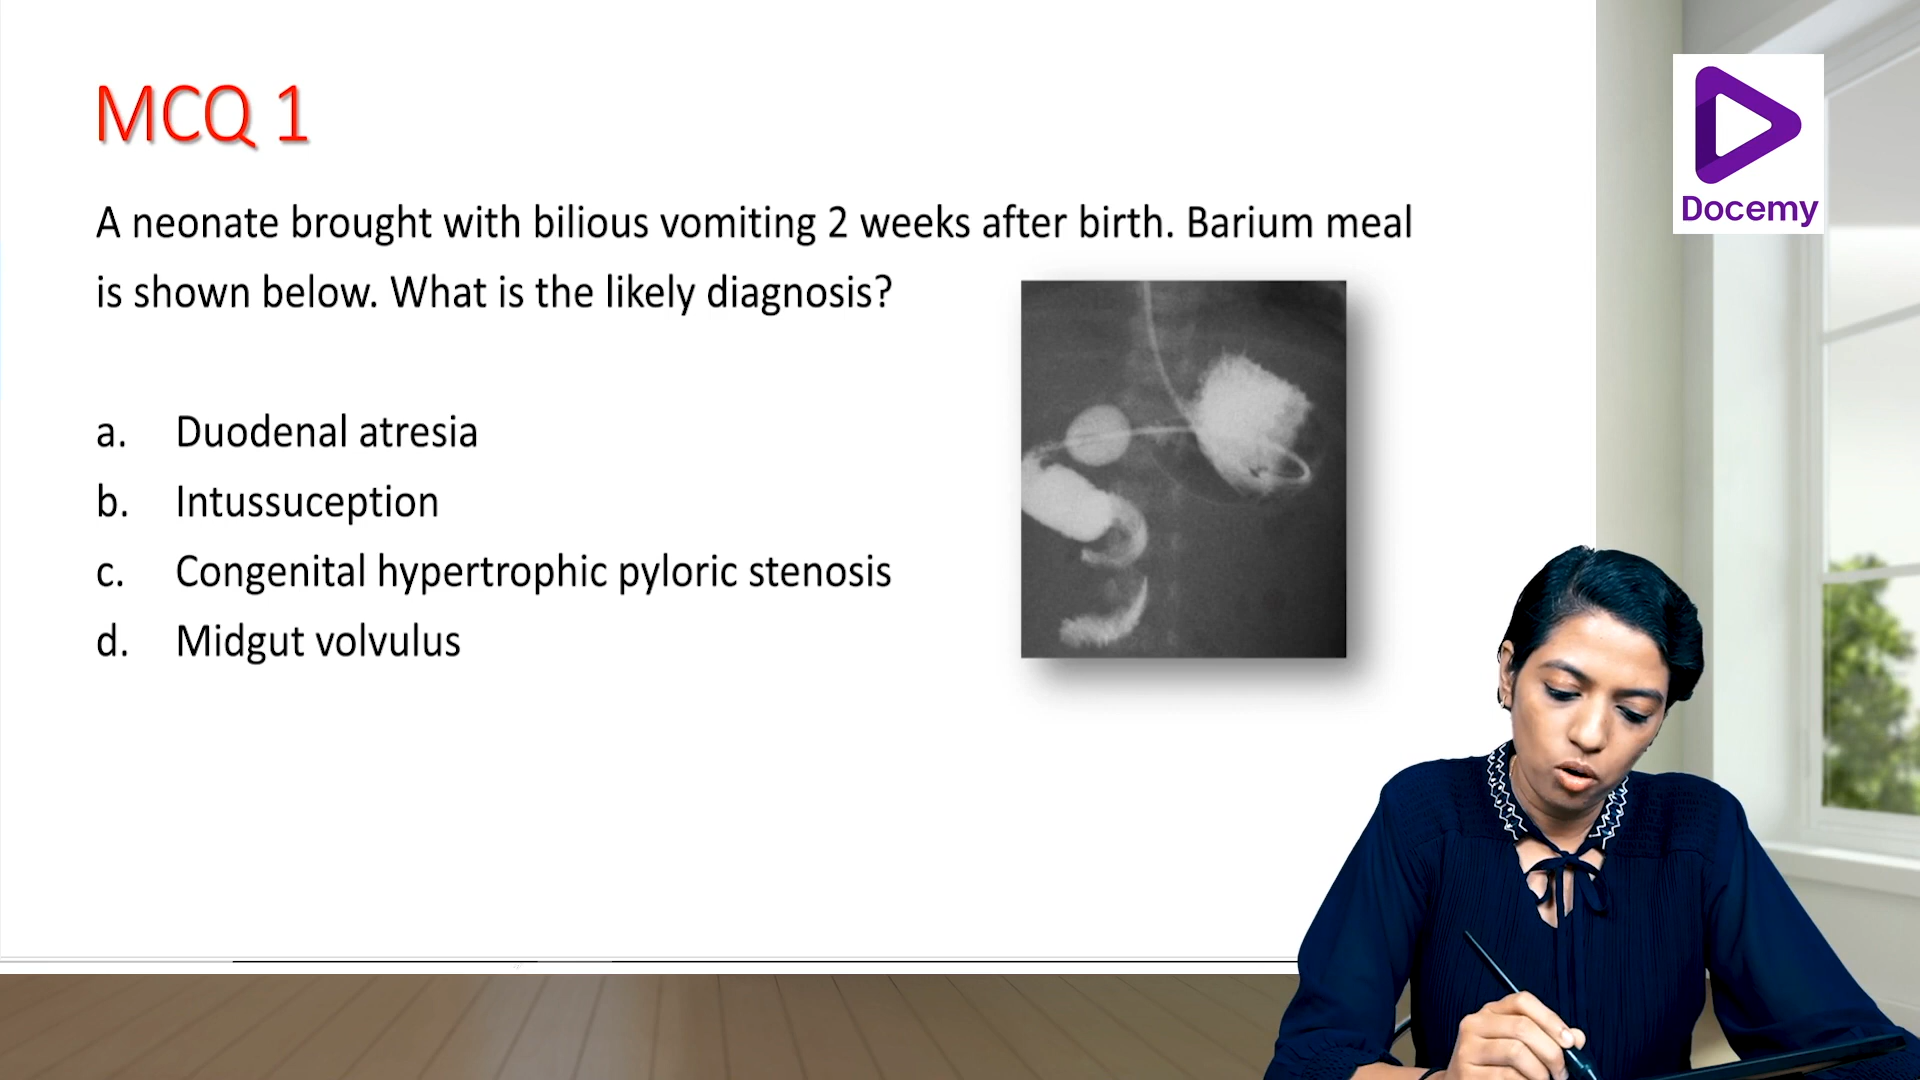 MCQ 1
A neonate brought with bilious vomiting 2 weeks after birth. Barium meal
is shown below. What is the likely diagnosis?
a. Duodenal atresia
b. Intussuception
c. Congenital hypertrophic pyloric stenosis
d. Midgut volvulus
Docemy